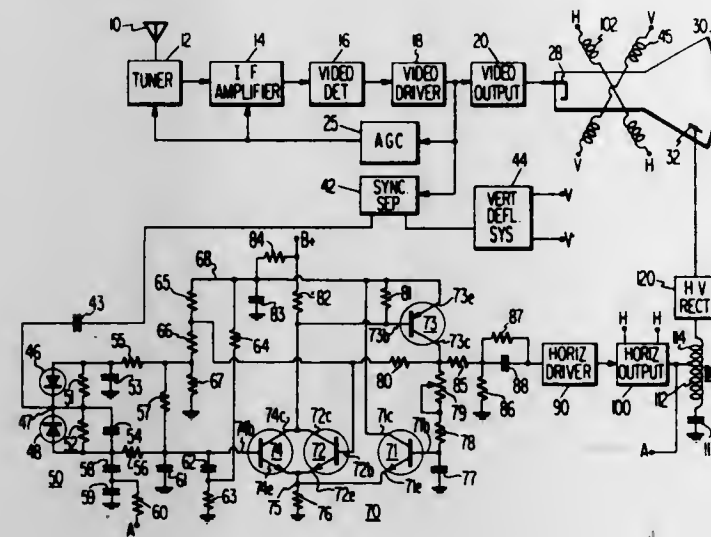 10
12
TUNER
14
I F AMPLIFIER
16
VIDEO DET
18
VIDEO DRIVER
20
VIDEO OUTPUT
28
H
102
V
45
30
V
H
32
25
AGC
42
SYNC SEP
44
VERT DEFL SYS
V
V
43
84
B+
65
68
83
82
81
73e
73
73b
73c
87
120
HV RECT
46
55
66
64
53
51
67
80
85
88
86
HORIZ DRIVER
90
H
H
HORIZ OUTPUT
100
114
112
47
57
48
52
54
56
74b
74c
72c
71c
71b
79
78
74
72
71
50
58
59
60
61
62
63
74e
75
76
72e
72b
70
71e
77
A
A